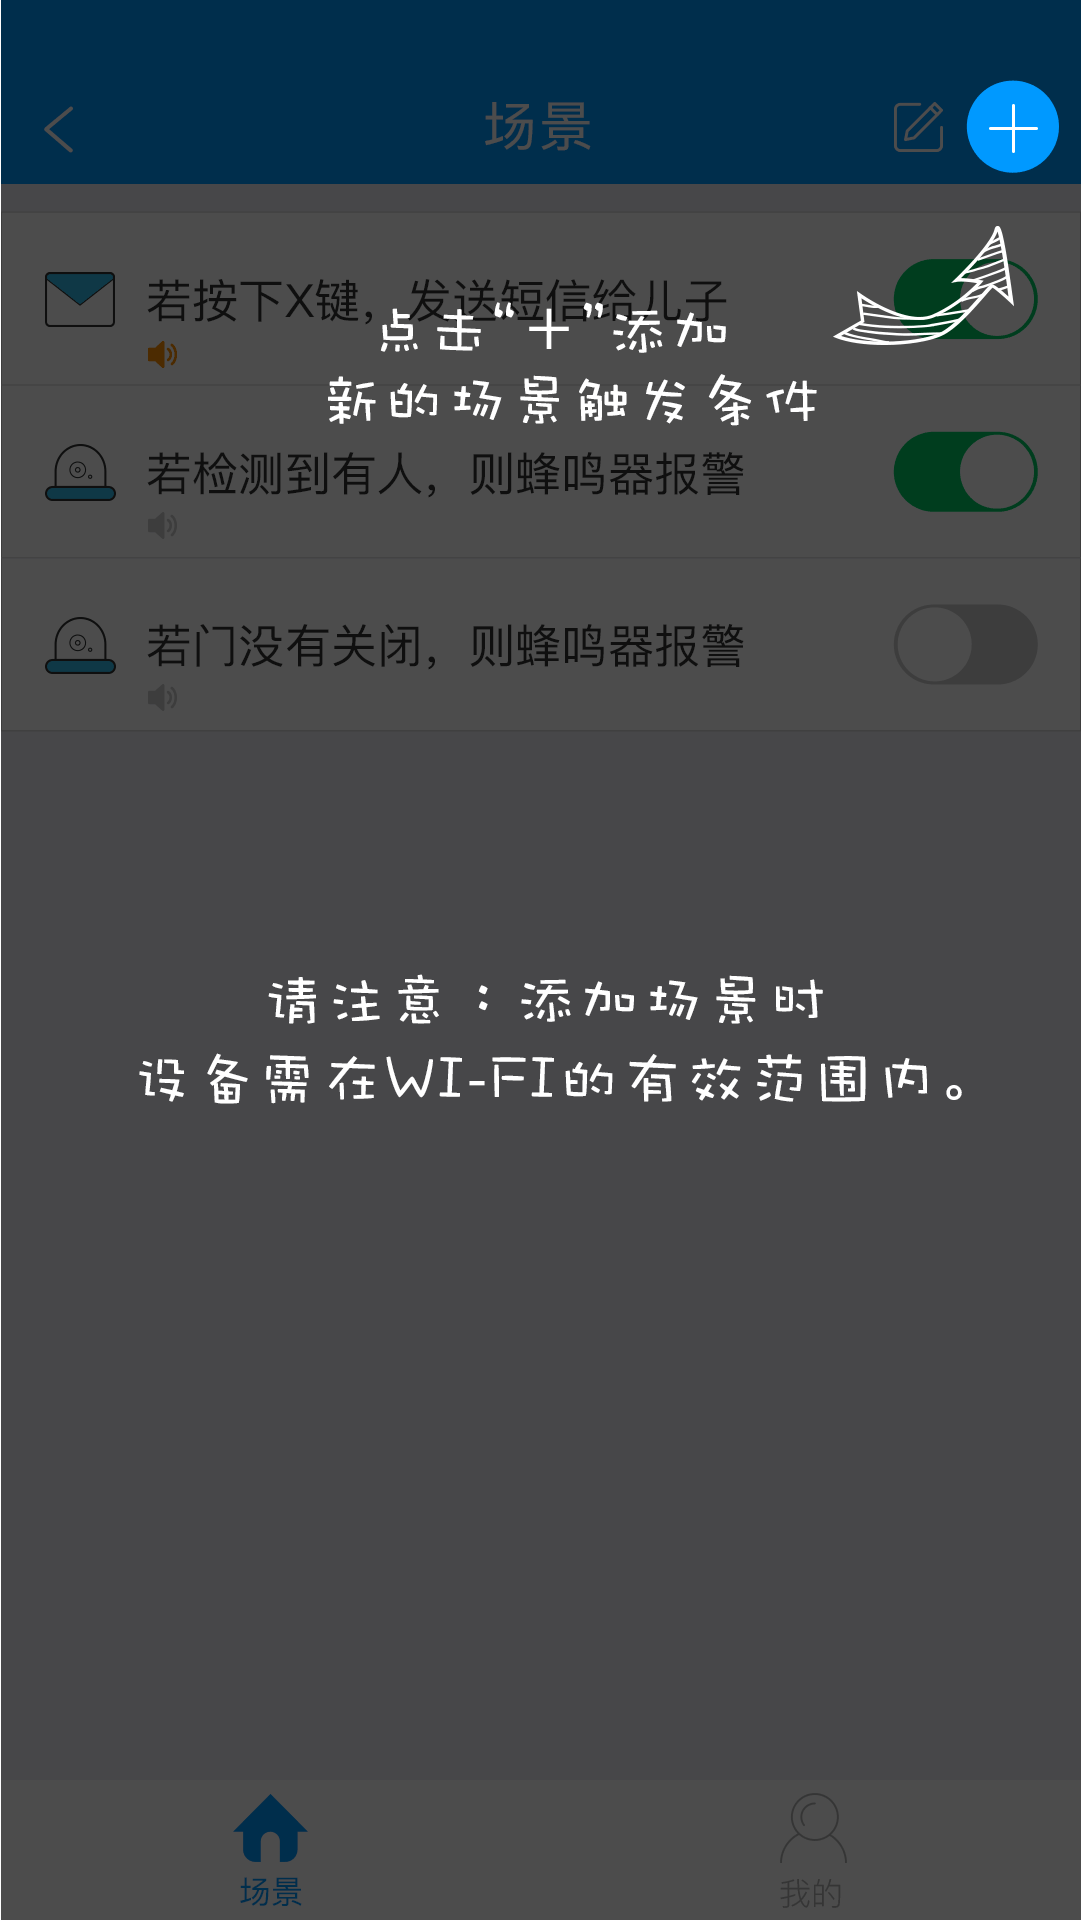 场景
若按下X键，发送短信给儿子
点击“十”添加
新的场景触发条件
若检测到有人，则蜂鸣器报警
若门没有关闭，则蜂鸣器报警
请注意：添加场景时
设备需在WI-FI的有效范围内。
场景
我的